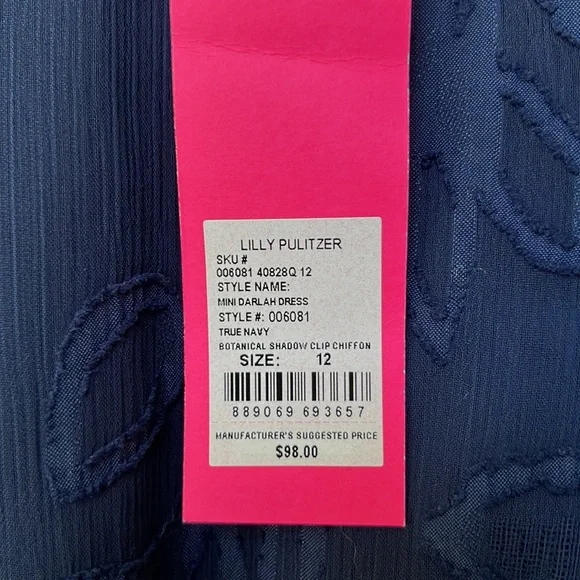 LILLY PULITZER
SKU #
006081 40828Q 12
STYLE NAME:
MINI DARLAH DRESS
STYLE #: 006081
TRUE NAVY
BOTANICAL SHADOW CLIP CHIFFON
SIZE: 12
889069 693657
MANUFACTURER'S SUGGESTED PRICE
$98.00